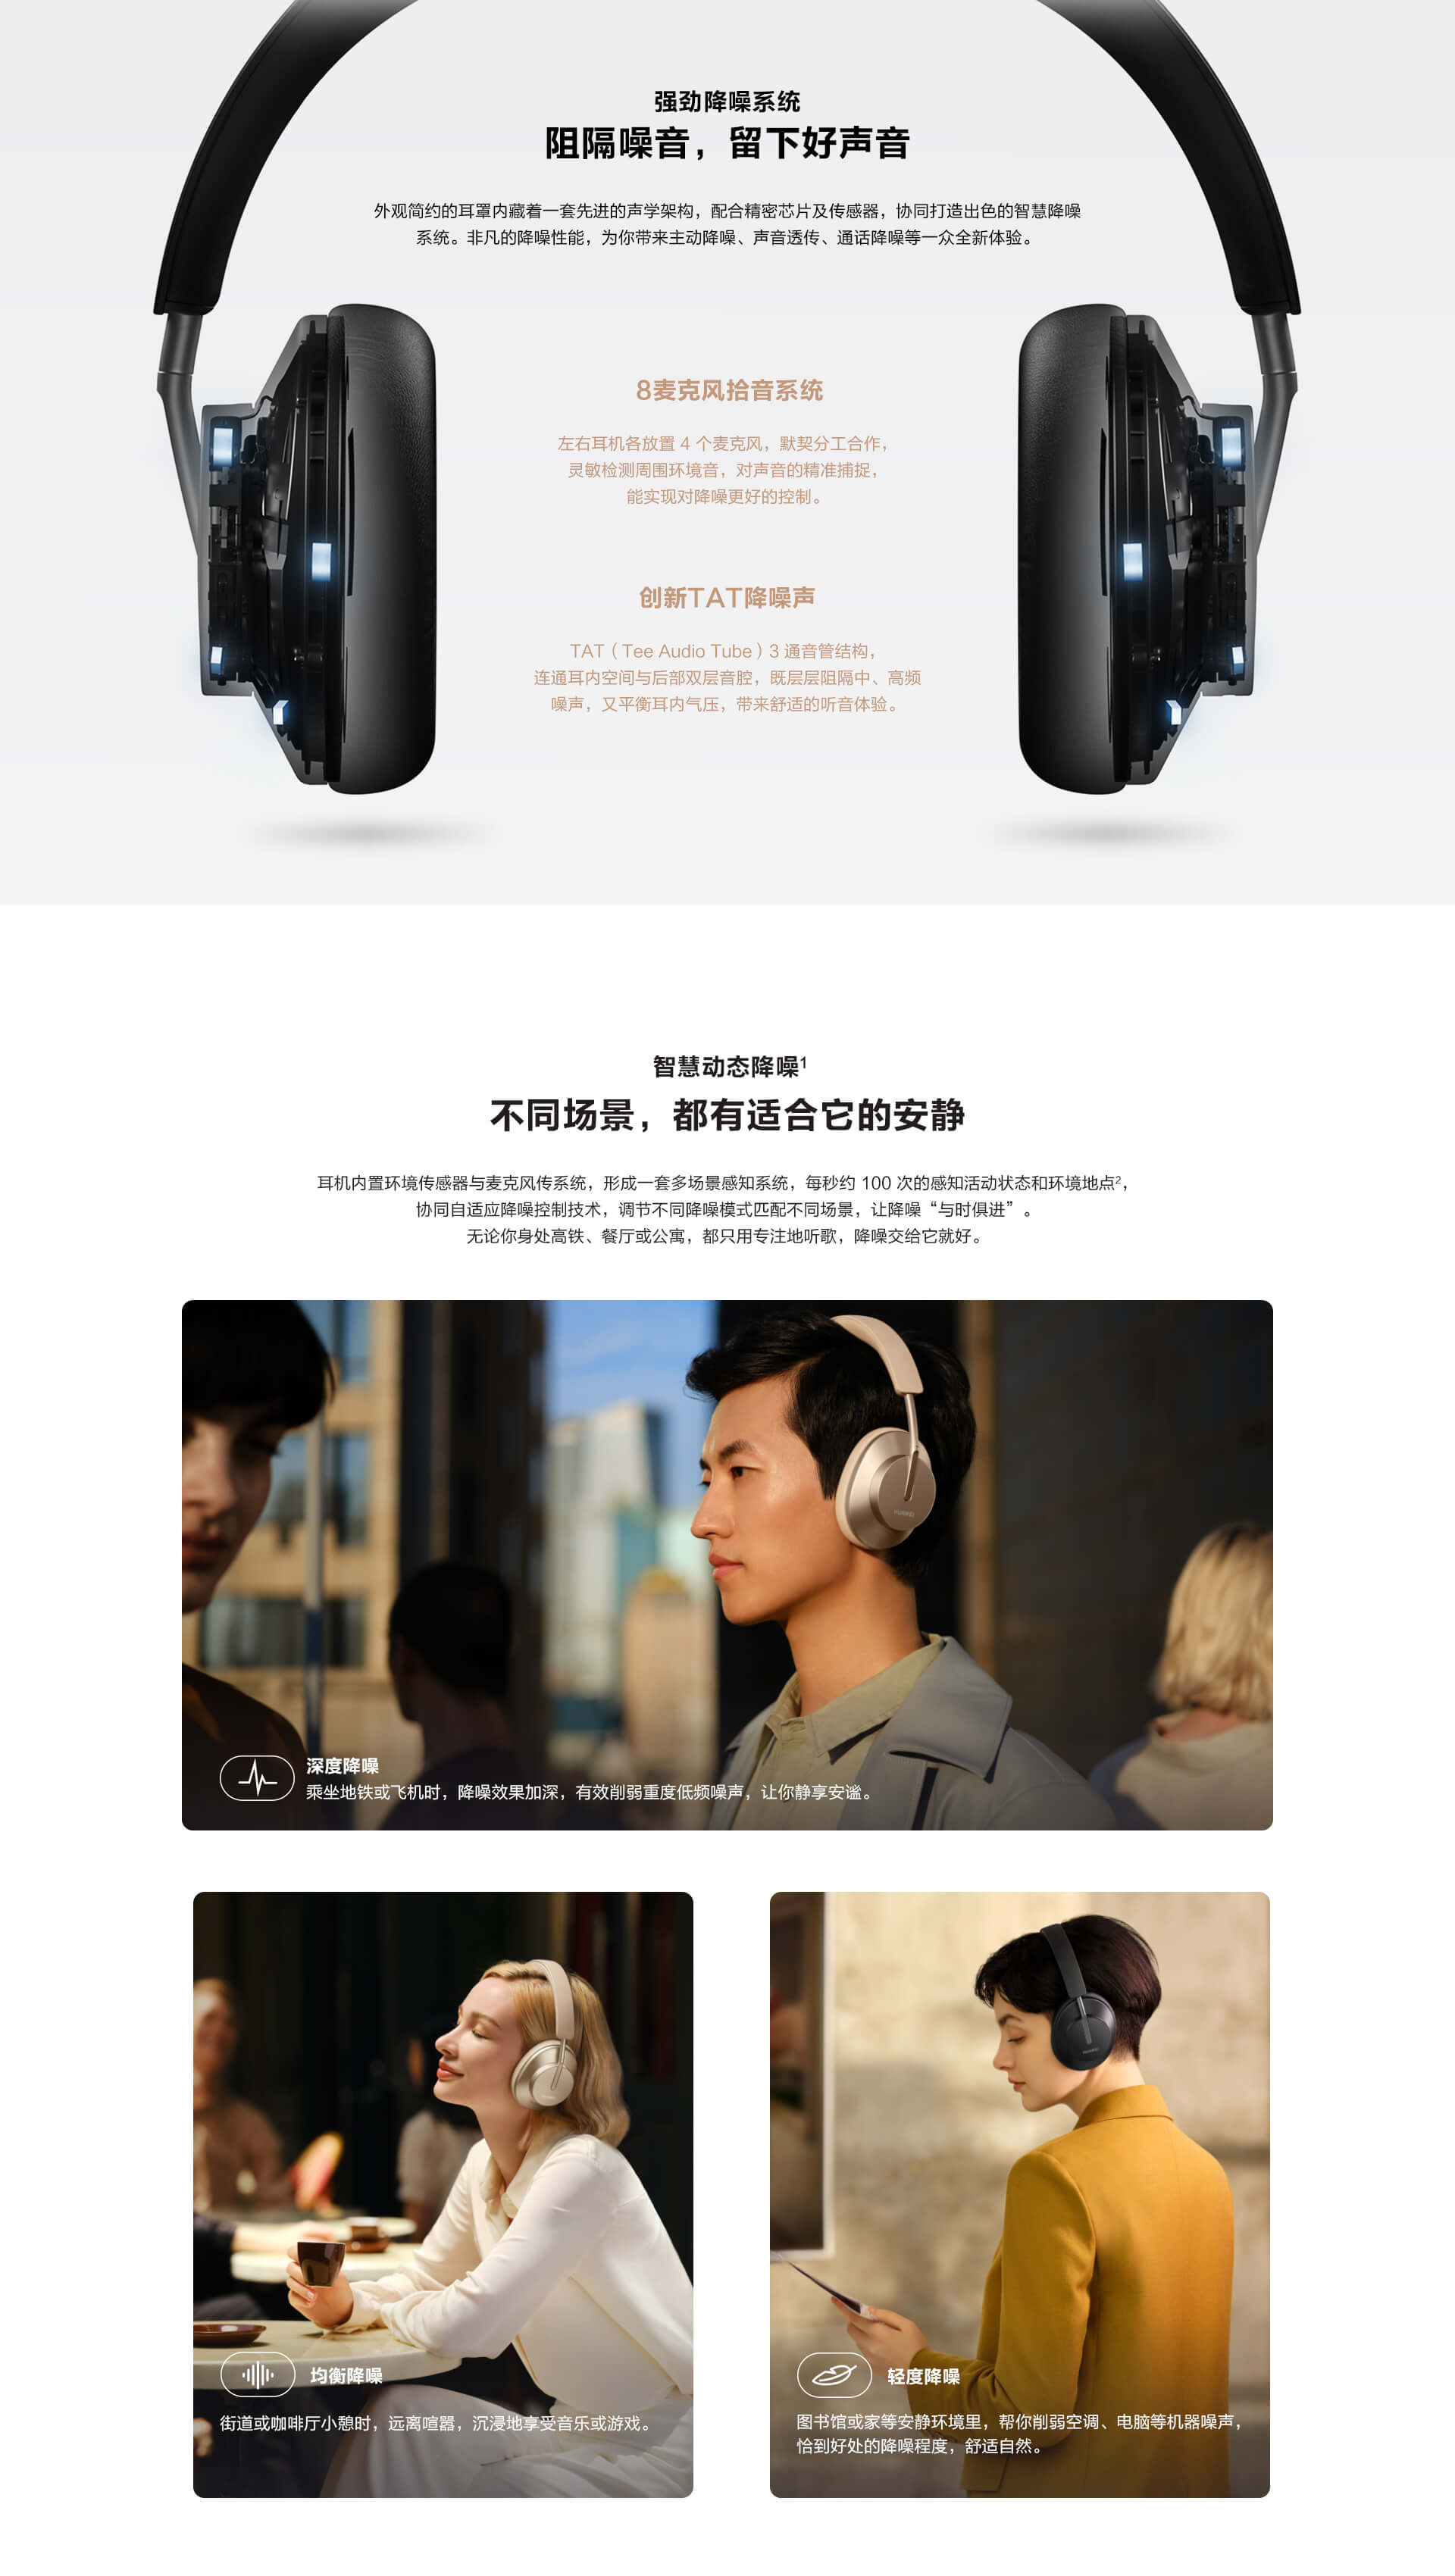 强劲降噪系统
阻隔噪音，留下好声音
外观简约的耳罩内藏着一套先进的声学架构，配合精密芯片及传感器，协同打造出色的智慧降噪
系统。非凡的降噪性能，为你带来主动降噪、声音透传、通话降噪等一众全新体验。
8麦克风拾音系统
左右耳机各放置 4 个麦克风，默契分工合作，
灵敏检测周围环境音，对声音的精准捕捉，
能实现对降噪更好的控制。
创新TAT降噪声
TAT（Tee Audio Tube）3 通音管结构，
连通耳内空间与后部双层音腔，既层层阻隔中、高频
噪声，又平衡耳内气压，带来舒适的听音体验。
智慧动态降噪1
不同场景，都有适合它的安静
耳机内置环境传感器与麦克风传系统，形成一套多场景感知系统，每秒约 100 次的感知活动状态和环境地点2，
协同自适应降噪控制技术，调节不同降噪模式匹配不同场景，让降噪“与时俱进”。
无论你身处高铁、餐厅或公寓，都只用专注地听歌，降噪交给它就好。
HUAWEI
深度降噪
乘坐地铁或飞机时，降噪效果加深，有效削弱重度低频噪声，让你静享安谧。
均衡降噪
街道或咖啡厅小憩时，远离喧嚣，沉浸地享受音乐或游戏。
HUAWEI
轻度降噪
图书馆或家等安静环境里，帮你削弱空调、电脑等机器噪声，
恰到好处的降噪程度，舒适自然。